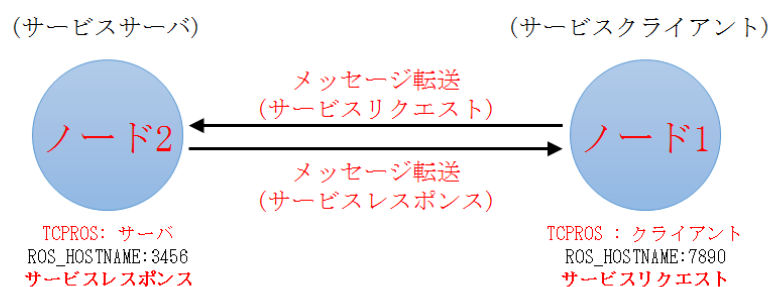 (サービスサーバ)
(サービスクライアント)
メッセージ転送
(サービスリクエスト)
ノード2
ノード1
メッセージ転送
(サービスレスポンス)
TCPROS: サーバ
ROS_HOSTNAME:3456
サービスレスポンス
TCPROS : クライアント
ROS_HOSTNAME:7890
サービスリクエスト